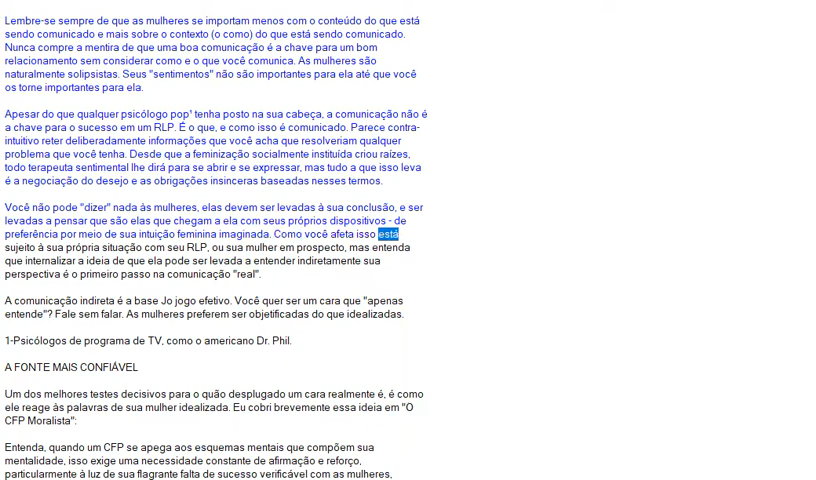 Lembre-se sempre de que as mulheres se importam menos com o conteúdo do que está
sendo comunicado e mais sobre o contexto (o como) do que está sendo comunicado.
Nunca compre a mentira de que uma boa comunicação é a chave para um bom
relacionamento sem considerar como e o que você comunica. As mulheres são
naturalmente solipsistas. Seus "sentimentos" não são importantes para ela até que você
os torne importantes para ela.
Apesar do que qualquer psicólogo pop¹ tenha posto na sua cabeça, a comunicação não é
a chave para o sucesso em um RLP. É o que, e como isso é comunicado. Parece contra-
intuitivo reter deliberadamente informações que você acha que resolveriam qualquer
problema que você tenha. Desde que a feminização socialmente instituída criou raízes,
todo terapeuta sentimental lhe dirá para se abrir e se expressar, mas tudo a que isso leva
é a negociação do desejo e as obrigações insinceras baseadas nesses termos.
Você não pode "dizer" nada às mulheres, elas devem ser levadas à sua conclusão, e ser
levadas a pensar que são elas que chegam a ela com seus próprios dispositivos - de
preferência por meio de sua intuição feminina imaginada. Como você afeta isso está
sujeito à sua própria situação com seu RLP, ou sua mulher em prospecto, mas entenda
que internalizar a ideia de que ela pode ser levada a entender indiretamente sua
perspectiva é o primeiro passo na comunicação "real".
A comunicação indireta é a base Jo jogo efetivo. Você quer ser um cara que "apenas
entende"? Fale sem falar. As mulheres preferem ser objetificadas do que idealizadas.
1-Psicólogos de programa de TV, como o americano Dr. Phil.
A FONTE MAIS CONFIÁVEL
Um dos melhores testes decisivos para o quão desplugado um cara realmente é, é como
ele reage às palavras de sua mulher idealizada. Eu cobri brevemente essa ideia em "O
CFP Moralista":
Entenda, quando um CFP se apega aos esquemas mentais que compõem sua
mentalidade, isso exige uma necessidade constante de afirmação e reforço,
particularmente à luz de sua flagrante falta de sucesso verificável com as mulheres,